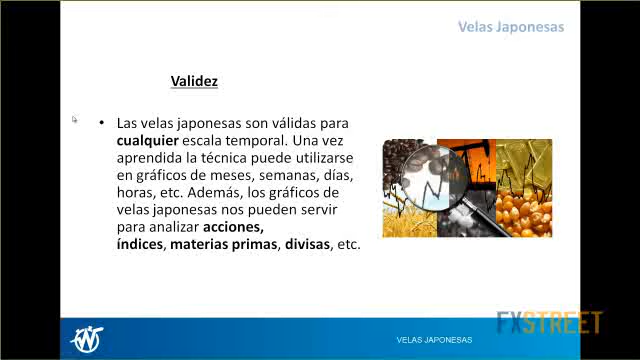 Velas Japonesas
Validez
• Las velas japonesas son válidas para
cualquier escala temporal. Una vez
aprendida la técnica puede utilizarse
en gráficos de meses, semanas, días,
horas, etc. Además, los gráficos de
velas japonesas nos pueden servir
para analizar acciones,
índices, materias primas, divisas, etc.
VELAS JAPONESAS
FXSTREET